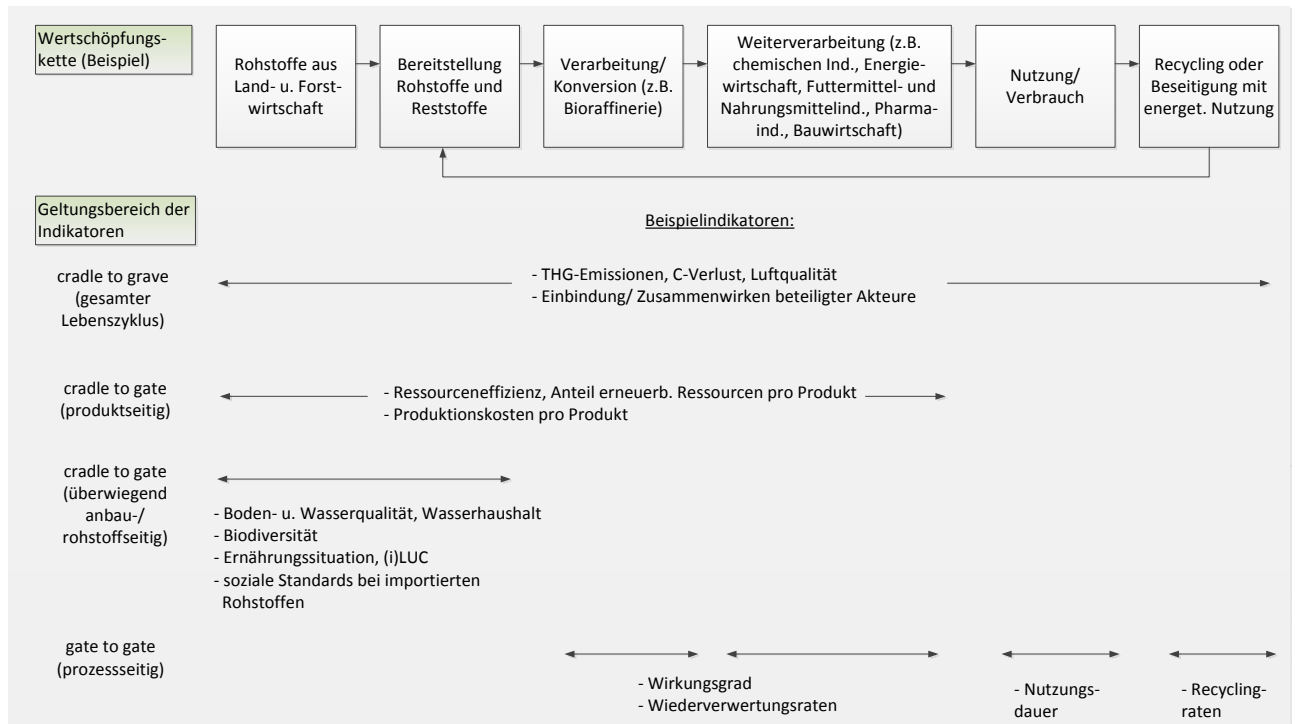 Wertschöpfungs-
kette (Beispiel)
Rohstoffe aus
Land- u. Forst-
wirtschaft
Bereitstellung
Rohstoffe und
Reststoffe
Verarbeitung/
Konversion (z.B.
Bioraffinerie)
Weiterverarbeitung (z.B.
chemischen Ind., Energie-
wirtschaft, Futtermittel- und
Nahrungsmittelind., Pharma-
ind., Bauwirtschaft)
Nutzung/
Verbrauch
Recycling oder
Beseitigung mit
energet. Nutzung
Geltungsbereich der
Indikatoren
Beispielindikatoren:
cradle to grave
(gesamter
Lebenszyklus)
- THG-Emissionen, C-Verlust, Luftqualität
- Einbindung/ Zusammenwirken beteiligter Akteure
cradle to gate
(produktseitig)
- Ressourceneffizienz, Anteil erneuerb. Ressourcen pro Produkt
- Produktionskosten pro Produkt
cradle to gate
(überwiegend
anbau-/
rohstoffseitig)
- Boden- u. Wasserqualität, Wasserhaushalt
- Biodiversität
- Ernährungssituation, (i)LUC
- soziale Standards bei importierten
Rohstoffen
gate to gate
(prozessseitig)
- Wirkungsgrad
- Wiederverwertungsraten
- Nutzungs-
dauer
- Recycling-
raten